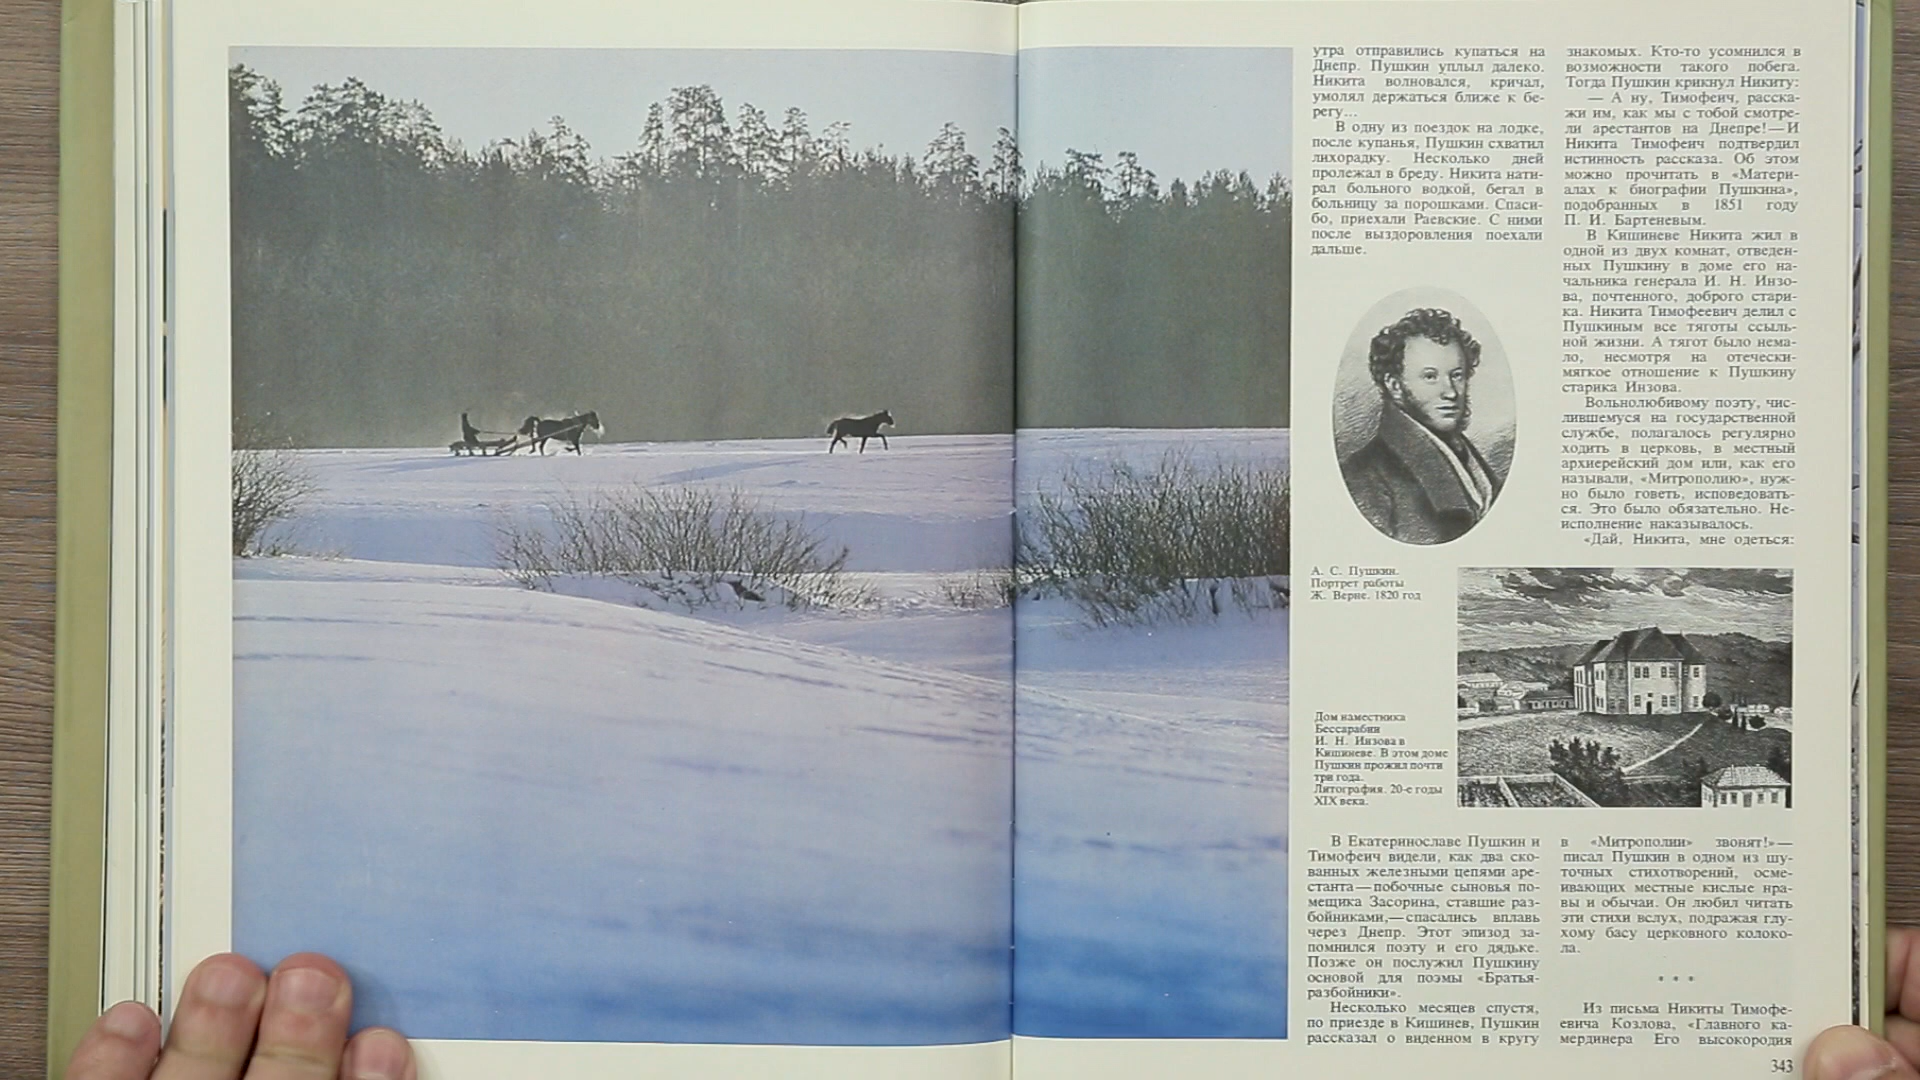 утра отправились купаться на
Днепр. Пушкин уплыл далеко.
Никита волновался, кричал,
умолял держаться ближе к бе-
регу...
В одну из поездок на лодке,
после купанья, Пушкин схватил
лихорадку. Несколько дней
пролежал в бреду. Никита нати-
рал больного водкой, бегал в
больницу за порошками. Спаси-
бо, приехали Раевские. С ними
после выздоровления поехали
дальше.
А. С. Пушкин.
Портрет работы
Ж. Верне. 1820 год
Дом наместника
Бессарабии
И. Н. Инзова в
Кишиневе. В этом доме
Пушкин прожил почти
три года.
Литография. 20-е годы
XIX века.
В Екатеринославе Пушкин и
Тимофеич видели, как два ско-
ванных железными цепями аре-
станта — побочные сыновья по-
мещика Засорина, ставшие раз-
бойниками, — спасались вплавь
через Днепр. Этот эпизод за-
помнился поэту и его дядьке.
Позже он послужил Пушкину
основой для поэмы «Братья-
разбойники».
Несколько месяцев спустя,
по приезде в Кишинев, Пушкин
рассказал о виденном в кругу
знакомых. Кто-то усомнился в
возможности такого побега.
Тогда Пушкин крикнул Никиту:
— А ну, Тимофеич, расска-
жи им, как мы с тобой смотре-
ли арестантов на Днепре! — И
Никита Тимофеич подтвердил
истинность рассказа. Об этом
можно прочитать в «Матери-
алах к биографии Пушкина»,
подобранных в 1851 году
П. И. Бартеневым.
В Кишиневе Никита жил в
одной из двух комнат, отведен-
ных Пушкину в доме его на-
чальника генерала И. Н. Инзо-
ва, почтенного, доброго стари-
ка. Никита Тимофеевич делил с
Пушкиным все тяготы ссыль-
ной жизни. А тягот было нема-
ло, несмотря на отечески-
мягкое отношение к Пушкину
старика Инзова.
Вольнолюбивому поэту, чис-
лившемуся на государственной
службе, полагалось регулярно
ходить в церковь, в местный
архиерейский дом или, как его
называли, «Митрополию», нуж-
но было говеть, исповедовать-
ся. Это было обязательно. Не-
исполнение наказывалось.
«Дай, Никита, мне одеться:
в «Митрополии» звонят!» —
писал Пушкин в одном из шу-
точных стихотворений, осме-
ивающих местные кислые нра-
вы и обычаи. Он любил читать
эти стихи вслух, подражая глу-
хому басу церковного колоко-
ла.
* * *
Из письма Никиты Тимофе-
евича Козлова, «Главного ка-
мердинера Его высокородия
343